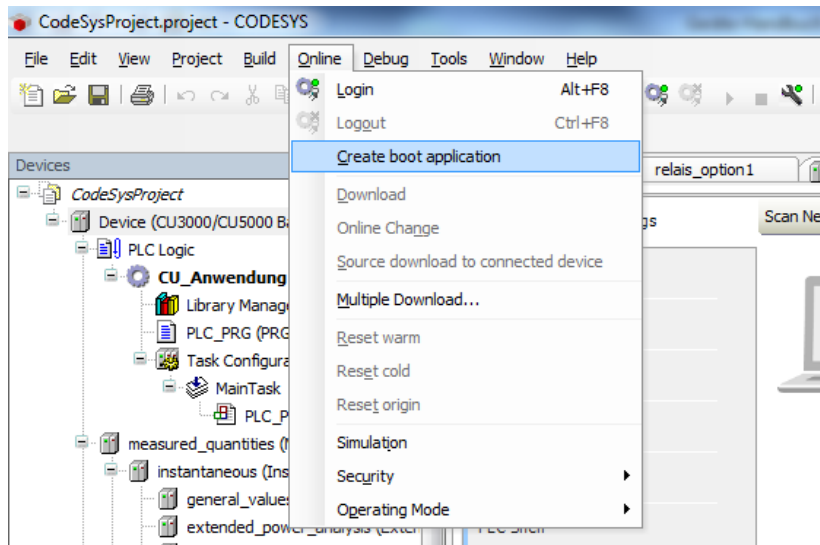 CodeSysProject.project - CODESYS
File Edit View Project Build Online Debug Tools Window Help
Login Alt+F8
Logout Ctrl+F8
Create boot application
Download
Online Change
Source download to connected device
Multiple Download...
Reset warm
Reset cold
Reset origin
Simulation
Security
Operating Mode
Devices
CodeSysProject
Device (CU3000/CU5000 Ba
PLC Logic
CU_Anwendung
Library Manag
PLC_PRG (PRG
Task Configura
MainTask
PLC_P
measured_quantities (
instantaneous (Ins
general_value
extended_power_analysis (Exter
relais_option1
gs
Scan Ne
PLC Shell